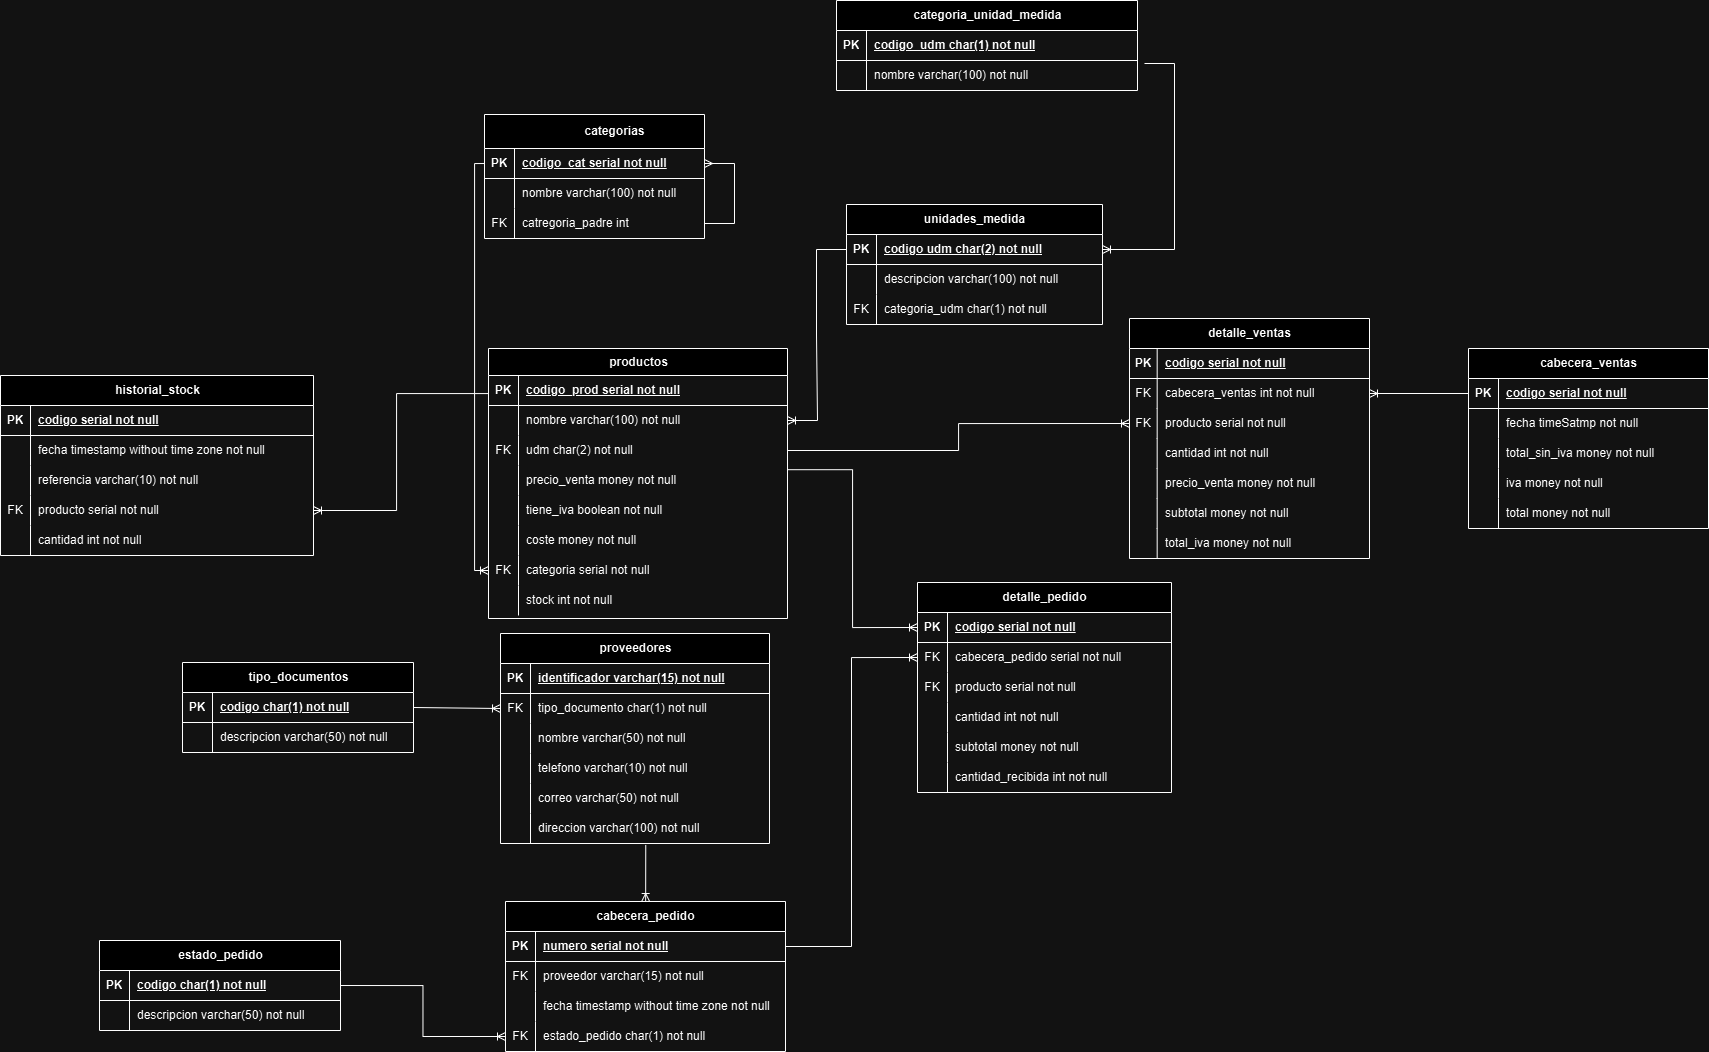 categoria_unidad_medida
PK codigo_udm char(1) not null
nombre varchar(100) not null
categorias
PK codigo_cat serial not null
nombre varchar(100) not null
FK catregoria_padre int
unidades_medida
PK codigo udm char(2) not null
descripcion varchar(100) not null
FK categoria_udm char(1) not null
historial_stock
PK codigo serial not null
fecha timestamp without time zone not null
referencia varchar(10) not null
FK producto serial not null
cantidad int not null
productos
PK codigo_prod serial not null
nombre varchar(100) not null
FK udm char(2) not null
precio_venta money not null
tiene_iva boolean not null
coste money not null
FK categoria serial not null
stock int not null
detalle_ventas
PK codigo serial not null
FK cabecera_ventas int not null
FK producto serial not null
cantidad int not null
precio_venta money not null
subtotal money not null
total_iva money not null
cabecera_ventas
PK codigo serial not null
fecha timeSatmp not null
total_sin_iva money not null
iva money not null
total money not null
detalle_pedido
PK codigo serial not null
FK cabecera_pedido serial not null
FK producto serial not null
cantidad int not null
subtotal money not null
cantidad_recibida int not null
tipo_documentos
PK codigo char(1) not null
descripcion varchar(50) not null
proveedores
PK identificador varchar(15) not null
FK tipo_documento char(1) not null
nombre varchar(50) not null
telefono varchar(10) not null
correo varchar(50) not null
direccion varchar(100) not null
estado_pedido
PK codigo char(1) not null
descripcion varchar(50) not null
cabecera_pedido
PK numero serial not null
FK proveedor varchar(15) not null
fecha timestamp without time zone not null
FK estado_pedido char(1) not null